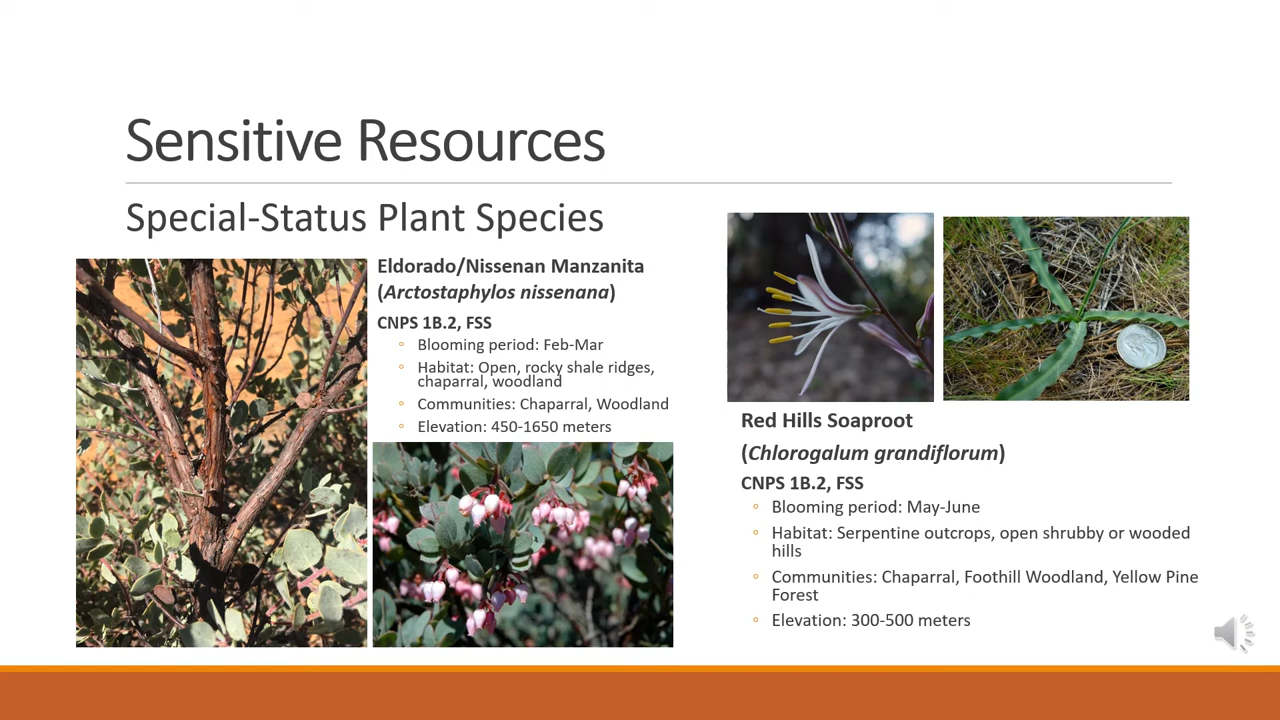 Sensitive Resources
Special-Status Plant Species
Eldorado/Nissenan Manzanita
(Arctostaphylos nissenana)
CNPS 1B.2, FSS
◦ Blooming period: Feb-Mar
◦ Habitat: Open, rocky shale ridges,
chaparral, woodland
◦ Communities: Chaparral, Woodland
◦ Elevation: 450-1650 meters
Red Hills Soaproot
(Chlorogalum grandiflorum)
CNPS 1B.2, FSS
◦ Blooming period: May-June
◦ Habitat: Serpentine outcrops, open shrubby or wooded
hills
◦ Communities: Chaparral, Foothill Woodland, Yellow Pine
Forest
◦ Elevation: 300-500 meters